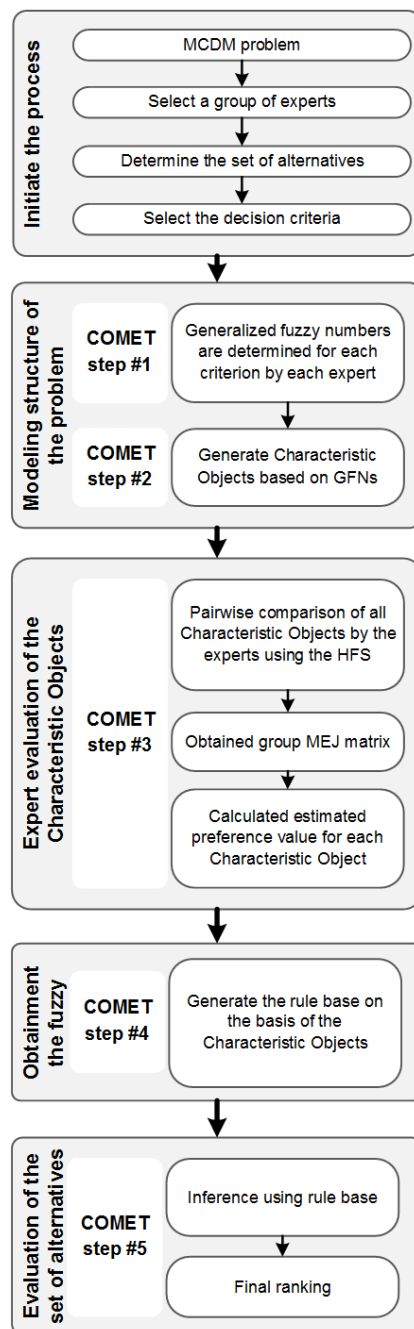 Initiate the process
MCDM problem
Select a group of experts
Determine the set of alternatives
Select the decision criteria
Modeling structure of
the problem
COMET
step #1
Generalized fuzzy numbers
are determined for each
criterion by each expert
COMET
step #2
Generate Characteristic
Objects based on GFNs
Expert evaluation of the
Characteristic Objects
COMET
step #3
Pairwise comparison of all
Characteristic Objects by the
experts using the HFS
Obtained group MEJ matrix
Calculated estimated
preference value for each
Characteristic Object
Obtainment
the fuzzy
COMET
step #4
Generate the rule base on
the basis of the
Characteristic Objects
Evaluation of the
set of alternatives
COMET
step #5
Inference using rule base
Final ranking